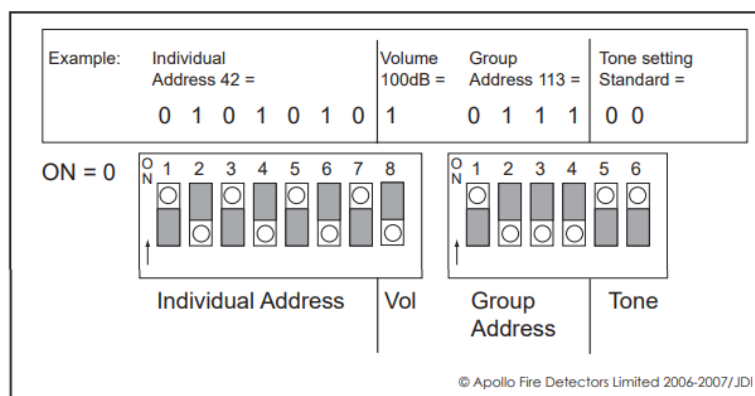 Example: Individual Volume Group Tone setting
Address 42 = 100dB = Address 113 = Standard =
0 1 0 1 0 1 0 1 0 1 1 1 0 0
ON = 0 ON 1 2 3 4 5 6 7 8 ON 1 2 3 4 5 6
Individual Address Vol Group Tone
Address
© Apollo Fire Detectors Limited 2006-2007/JDI